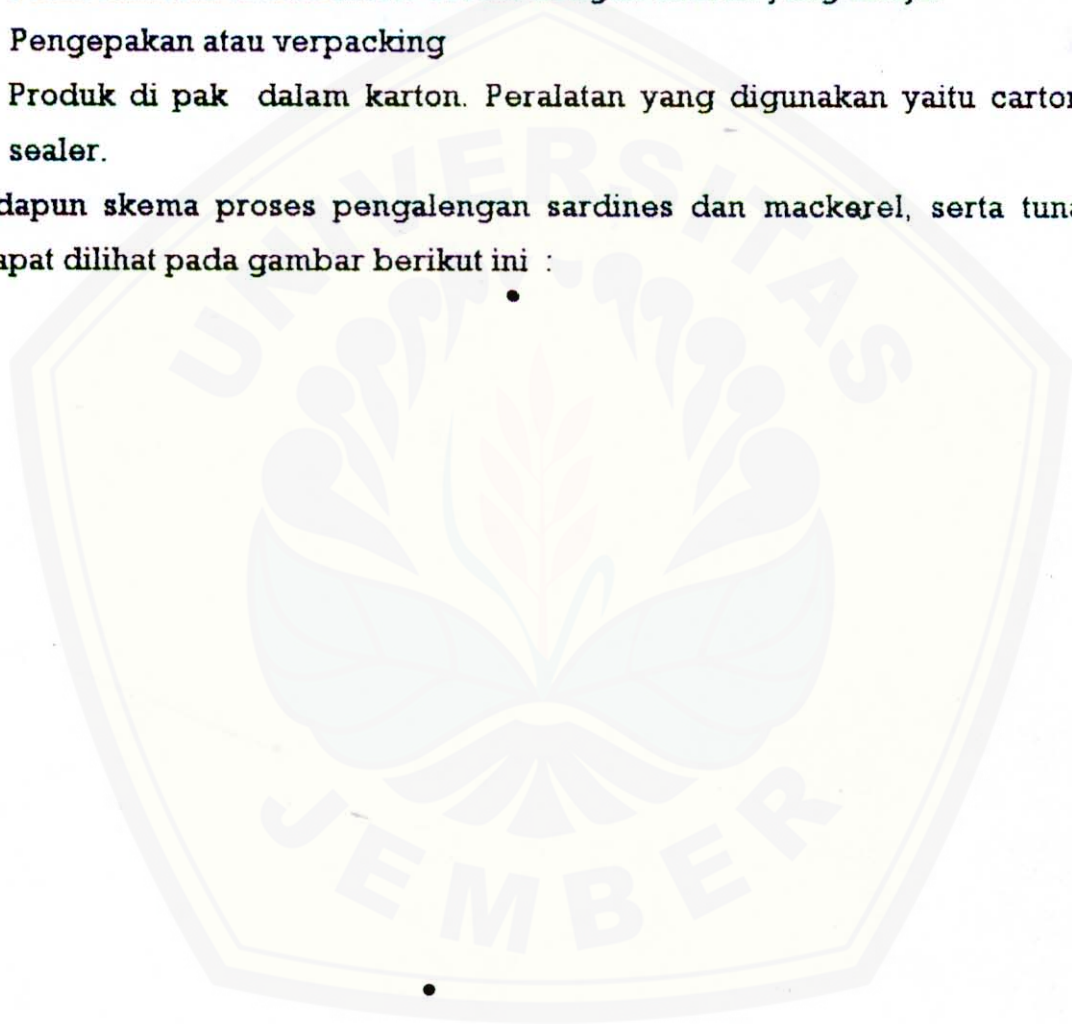 Pengepakan atau verpacking
Produk di pak dalam karton. Peralatan yang digunakan yaitu carton
sealer.
dapun skema proses pengalengan sardines dan mackerel, serta tuna
apat dilihat pada gambar berikut ini :
UNIVERSITAS
JEMBER